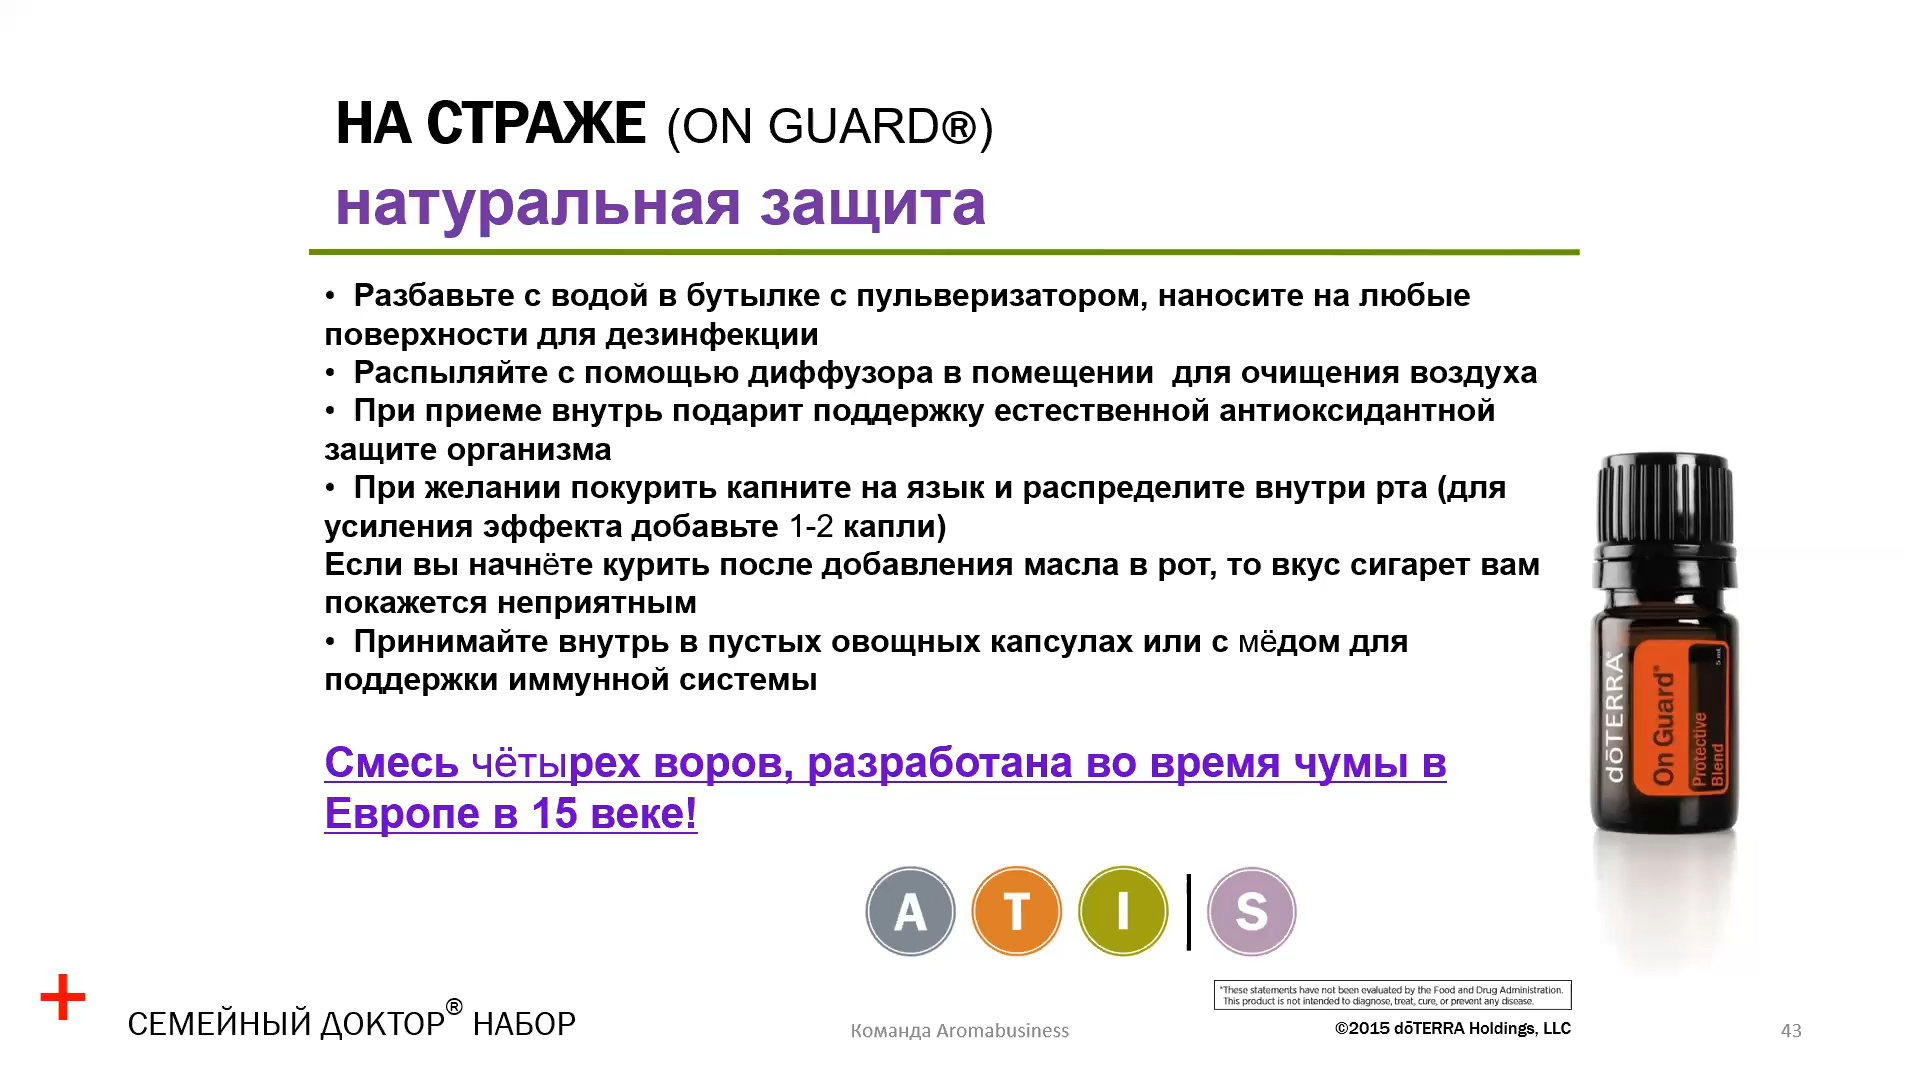 НА СТРАЖЕ (ON GUARD®)
натуральная защита
• Разбавьте с водой в бутылке с пульверизатором, наносите на любые
поверхности для дезинфекции
• Распыляйте с помощью диффузора в помещении для очищения воздуха
• При приеме внутрь подарит поддержку естественной антиоксидантной
защите организма
• При желании покурить капните на язык и распределите внутри рта (для
усиления эффекта добавьте 1-2 капли)
Если вы начнёте курить после добавления масла в рот, то вкус сигарет вам
покажется неприятным
• Принимайте внутрь в пустых овощных капсулах или с мёдом для
поддержки иммунной системы
Смесь чётырех воров, разработана во время чумы в
Европе в 15 веке!
dōTERRA®
On Guard®
Protective
Blend
5 mL
A T I | S
*These statements have not been evaluated by the Food and Drug Administration.
This product is not intended to diagnose, treat, cure, or prevent any disease.
СЕМЕЙНЫЙ ДОКТОР® НАБОР
Команда Aromabusiness
©2015 dōTERRA Holdings, LLC
43